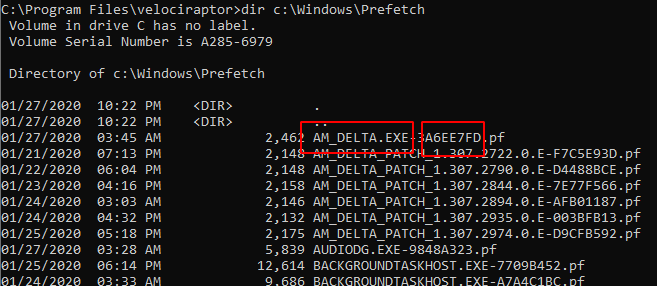 C:\Program Files\velociraptor>dir c:\Windows\Prefetch
 Volume in drive C has no label.
 Volume Serial Number is A285-6979

 Directory of c:\Windows\Prefetch

01/27/2020  10:22 PM    <DIR>          .
01/27/2020  10:22 PM    <DIR>          ..
01/27/2020  03:45 AM             2,462 AM_DELTA.EXE-3A6EE7FD.pf
01/21/2020  07:13 PM             2,148 AM_DELTA_PATCH_1.307.2722.0.E-F7C5E93D.pf
01/22/2020  06:04 PM             2,148 AM_DELTA_PATCH_1.307.2790.0.E-D4488BCE.pf
01/23/2020  04:16 PM             2,158 AM_DELTA_PATCH_1.307.2844.0.E-7E77F566.pf
01/24/2020  03:03 AM             2,146 AM_DELTA_PATCH_1.307.2894.0.E-AFB01187.pf
01/24/2020  04:32 PM             2,132 AM_DELTA_PATCH_1.307.2935.0.E-003BFB13.pf
01/25/2020  05:18 PM             2,175 AM_DELTA_PATCH_1.307.2974.0.E-D9CFB592.pf
01/27/2020  03:28 AM             5,839 AUDIODG.EXE-9848A323.pf
01/25/2020  06:14 PM            12,614 BACKGROUNDTASKHOST.EXE-7709B452.pf
01/24/2020  03:33 AM             9,686 BACKGROUNDTASKHOST.EXE-A7A4C1BC.pf